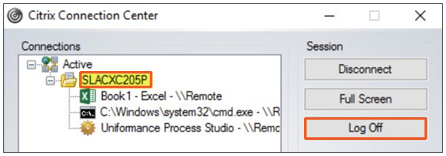 Citrix Connection Center
Connections
Active
SLACXC205P
Book1 - Excel - \\Remote
C:\Windows\system32\cmd.exe - \\R
Uniformance Process Studio - \\Remo
Session
Disconnect
Full Screen
Log Off